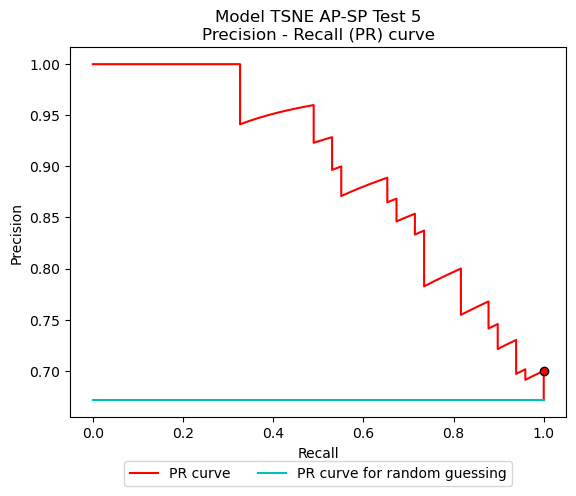 Model TSNE AP-SP Test 5
Precision - Recall (PR) curve
1.00
0.95
0.90
0.85
0.80
0.75
0.70
Precision
0.0 0.2 0.4 0.6 0.8 1.0
Recall
PR curve PR curve for random guessing